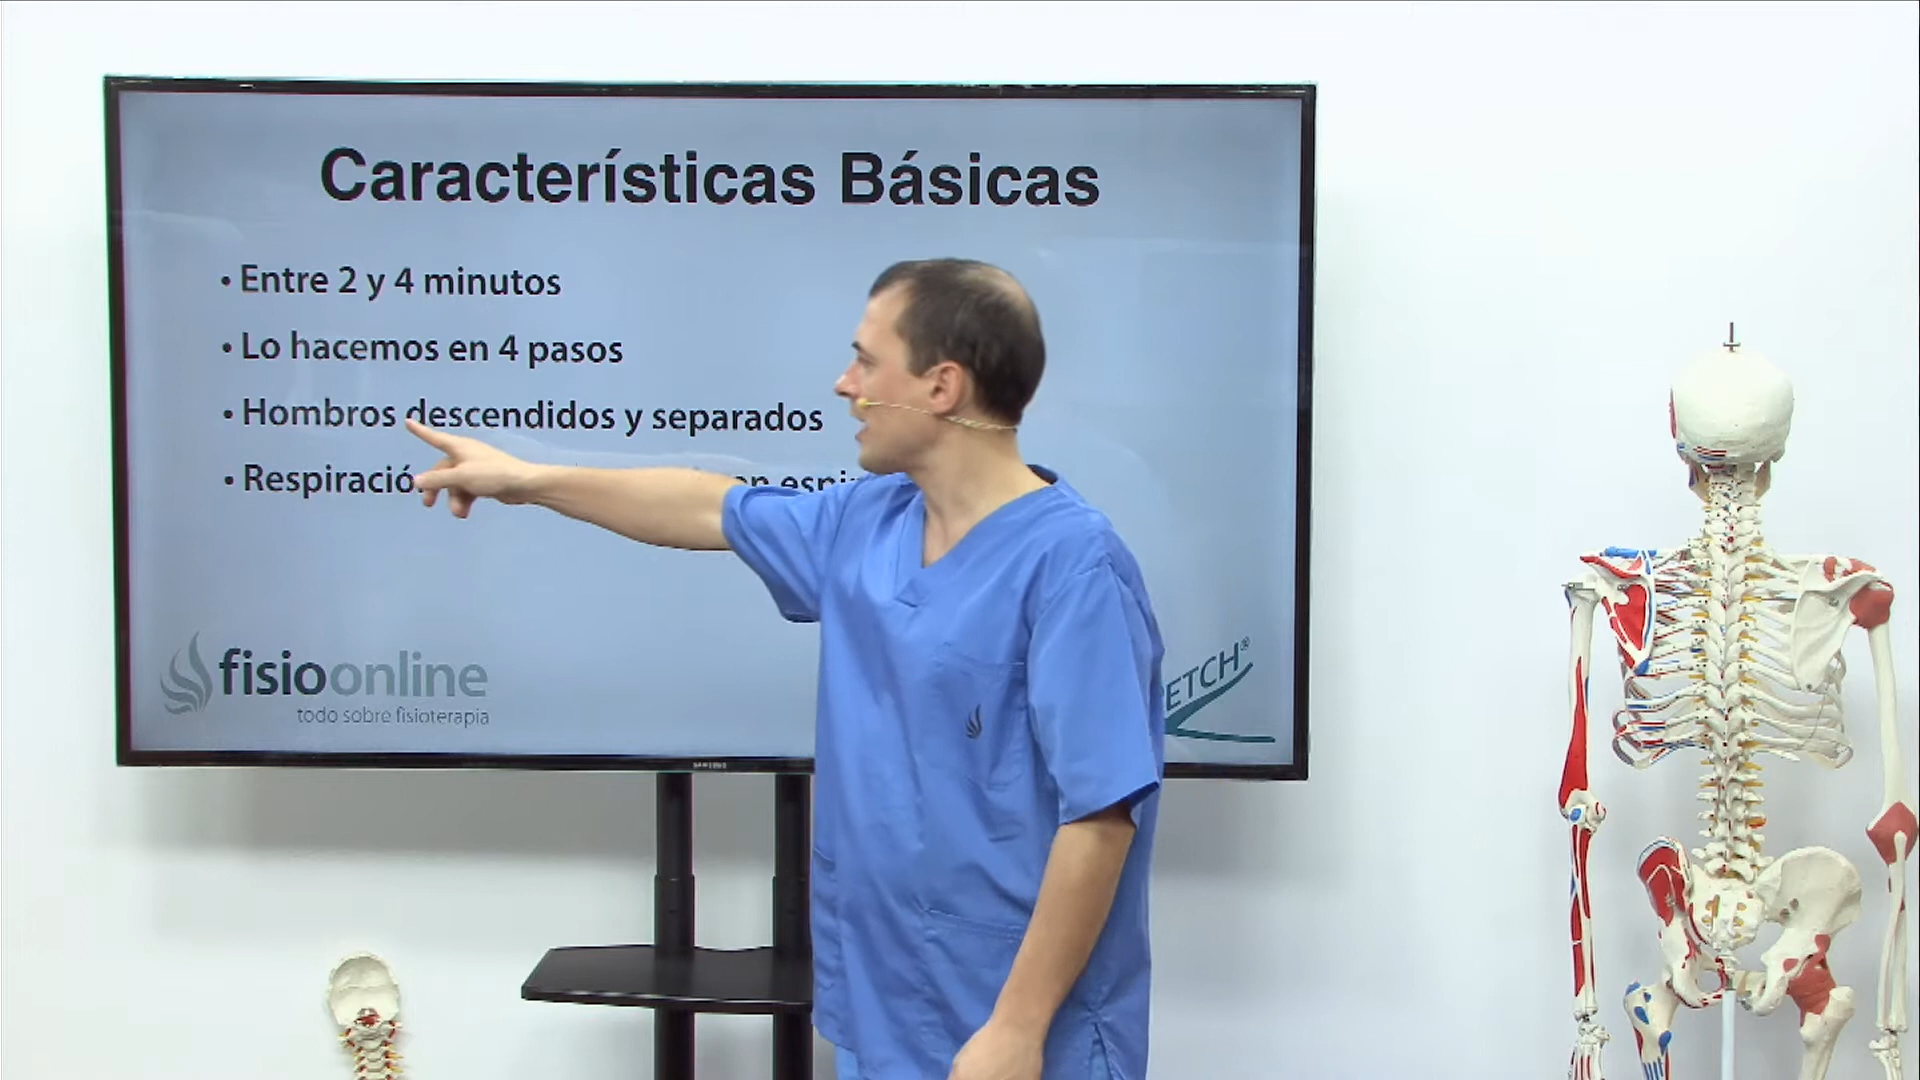 Características Básicas
• Entre 2 y 4 minutos
• Lo hacemos en 4 pasos
• Hombros descendidos y separados
• Respiració
fisioonline
todo sobre fisioterapia
ETCH®
SAMSUNG